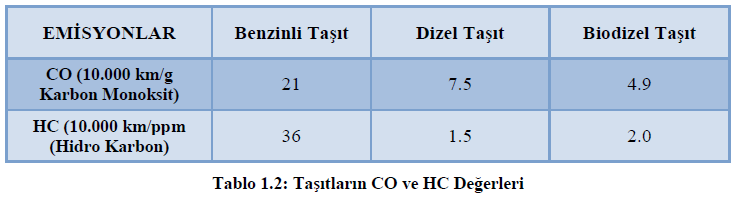 EMİSYONLAR Benzinli Taşıt Dizel Taşıt Biodizel Taşıt
CO (10.000 km/g
Karbon Monoksit) 21 7.5 4.9
HC (10.000 km/ppm
(Hidro Karbon) 36 1.5 2.0
Tablo 1.2: Taşıtların CO ve HC Değerleri